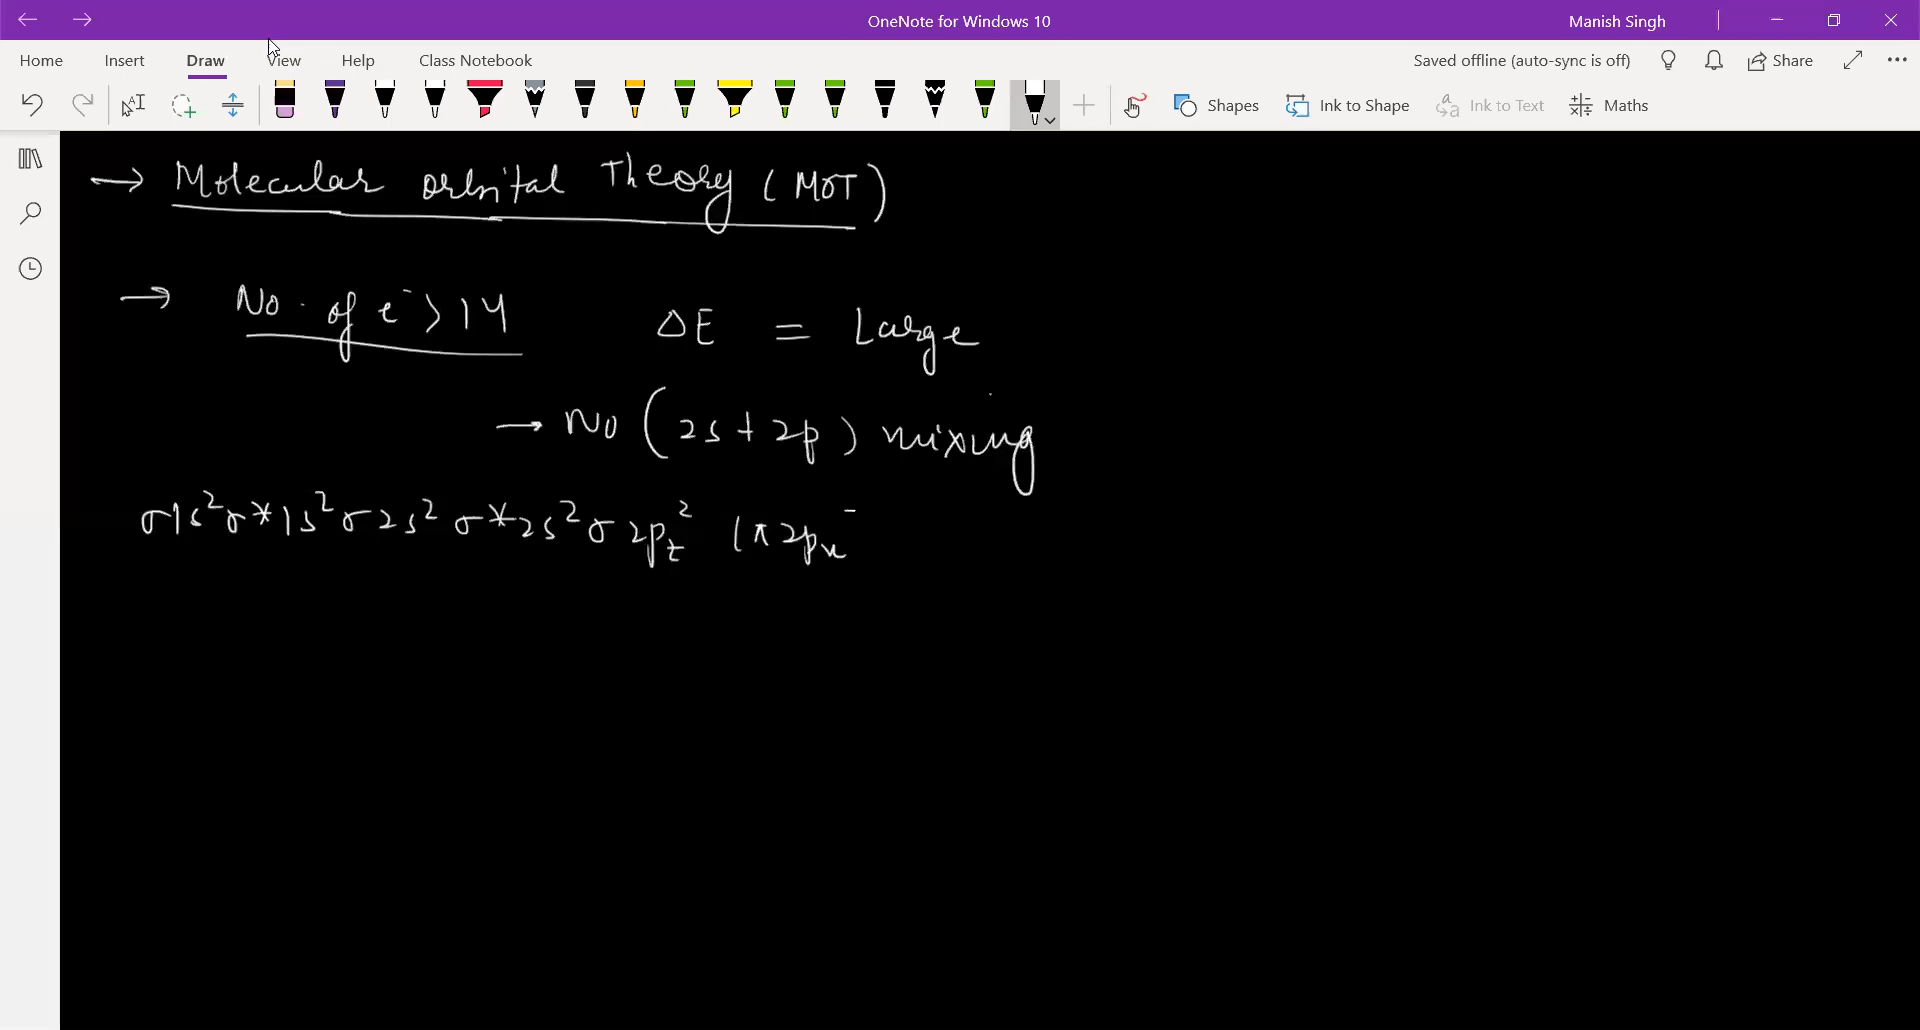 OneNote for Windows 10
Manish Singh
Home Insert Draw View Help Class Notebook
Saved offline (auto-sync is off) Share
Shapes Ink to Shape Ink to Text Maths
→ Molecular orbital Theory (MOT)
→ No. of e⁻ > 14 ΔE = Large
→ No (2s + 2p) mixing
σ1s² σ*1s² σ2s² σ*2s² σ2p_z² (π2p_x